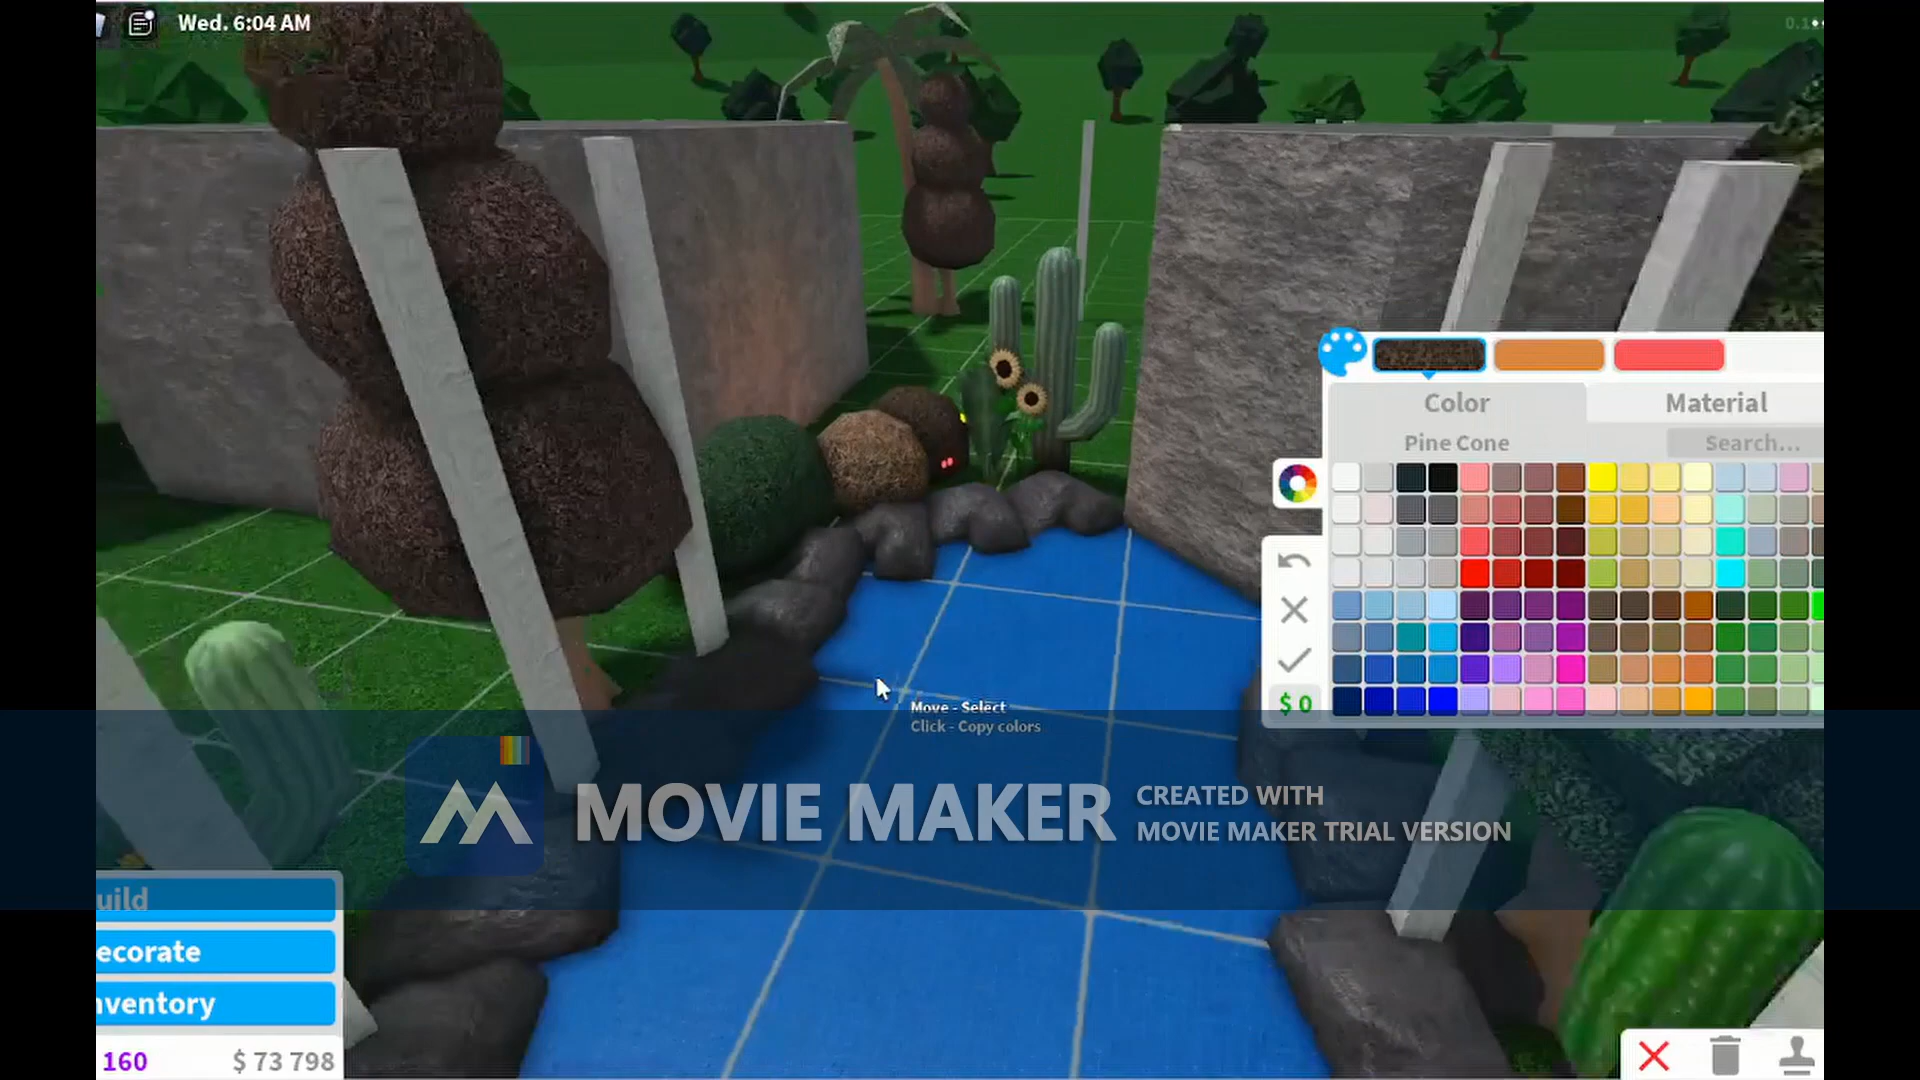 Wed. 6:04 AM
Color
Material
Pine Cone
Search...
Move - Select
Click - Copy colors
$ 0
MOVIE MAKER
CREATED WITH
MOVIE MAKER TRIAL VERSION
uild
ecorate
nventory
160
$ 73 798